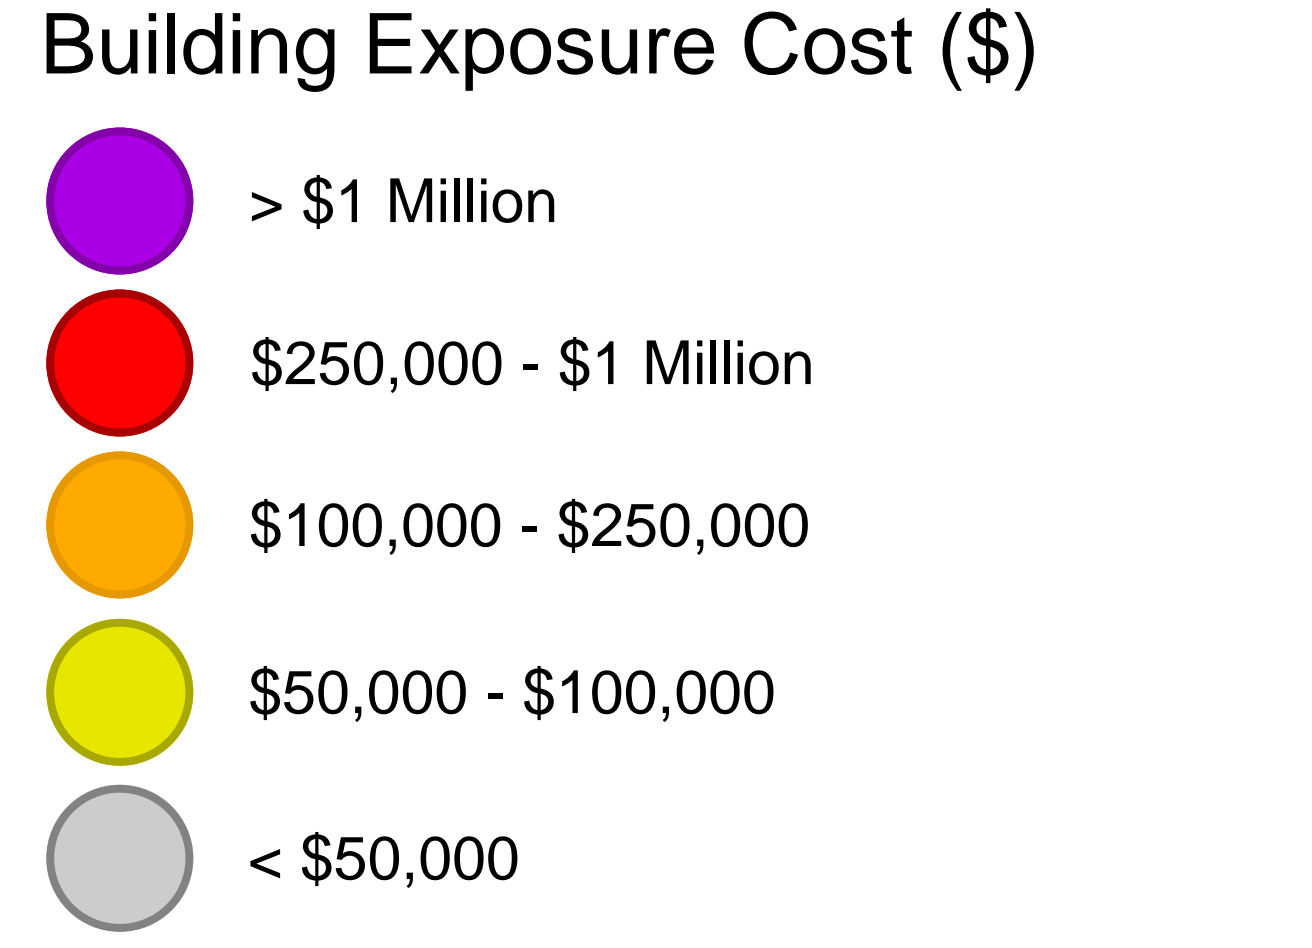 Building Exposure Cost ($)
> $1 Million
$250,000 - $1 Million
$100,000 - $250,000
$50,000 - $100,000
< $50,000